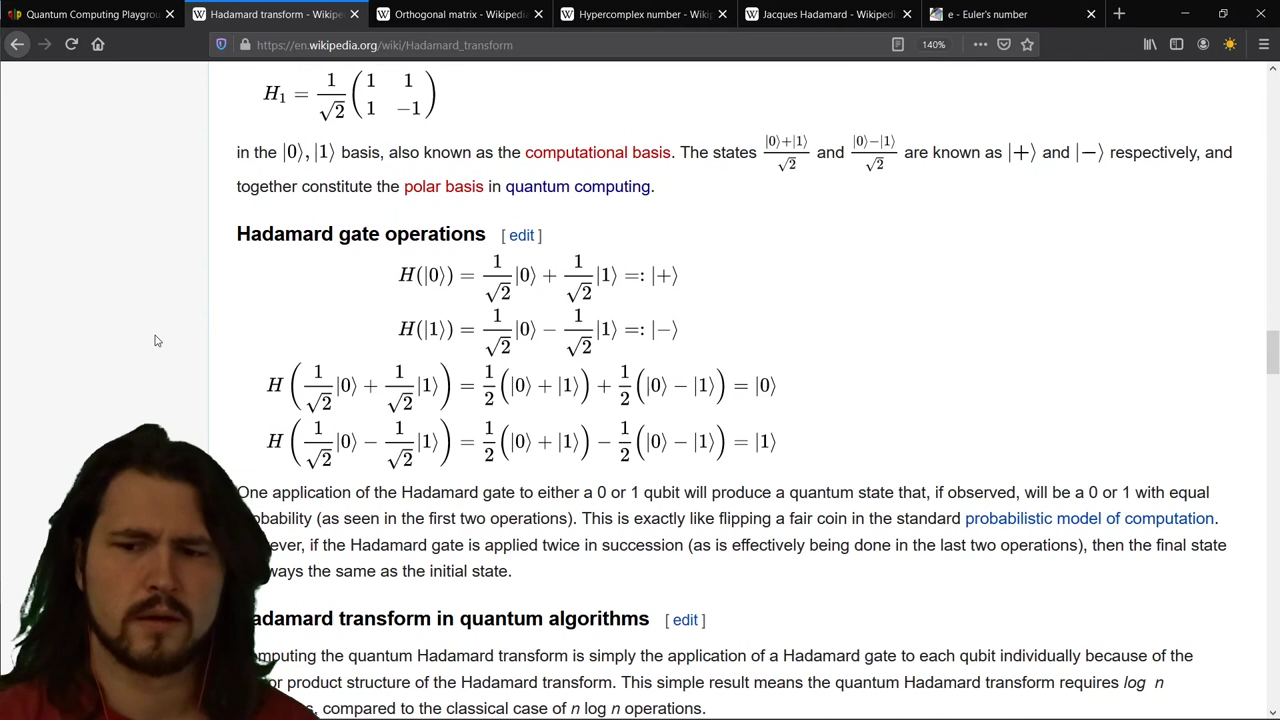 Quantum Computing Playgrou
Hadamard transform - Wikipe
Orthogonal matrix - Wikipedi
Hypercomplex number - Wiki
Jacques Hadamard - Wikiped
e - Euler's number
https://en.wikipedia.org/wiki/Hadamard_transform
140%
H₁ = 1/√2 ( 1 1 ; 1 −1 )
in the |0⟩, |1⟩ basis, also known as the computational basis. The states |0⟩+|1⟩/√2 and |0⟩−|1⟩/√2 are known as |+⟩ and |−⟩ respectively, and
together constitute the polar basis in quantum computing.
Hadamard gate operations [ edit ]
H(|0⟩) = 1/√2 |0⟩ + 1/√2 |1⟩ =: |+⟩
H(|1⟩) = 1/√2 |0⟩ − 1/√2 |1⟩ =: |−⟩
H ( 1/√2 |0⟩ + 1/√2 |1⟩ ) = 1/2 (|0⟩ + |1⟩) + 1/2 (|0⟩ − |1⟩) = |0⟩
H ( 1/√2 |0⟩ − 1/√2 |1⟩ ) = 1/2 (|0⟩ + |1⟩) − 1/2 (|0⟩ − |1⟩) = |1⟩
One application of the Hadamard gate to either a 0 or 1 qubit will produce a quantum state that, if observed, will be a 0 or 1 with equal
obability (as seen in the first two operations). This is exactly like flipping a fair coin in the standard probabilistic model of computation.
ever, if the Hadamard gate is applied twice in succession (as is effectively being done in the last two operations), then the final state
ways the same as the initial state.
adamard transform in quantum algorithms [ edit ]
mputing the quantum Hadamard transform is simply the application of a Hadamard gate to each qubit individually because of the
or product structure of the Hadamard transform. This simple result means the quantum Hadamard transform requires log n
, compared to the classical case of n log n operations.